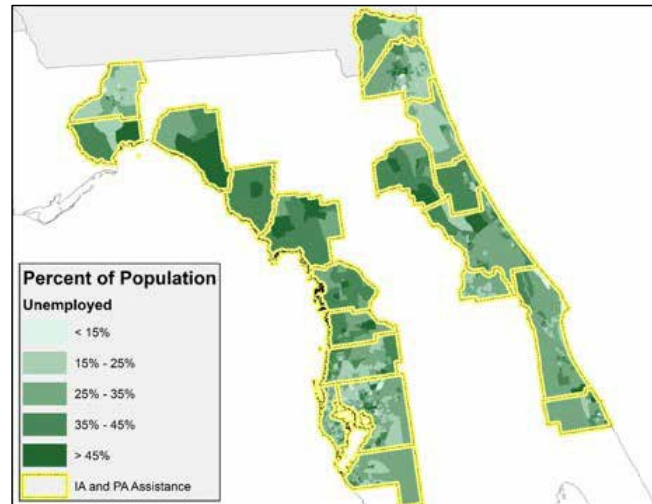 Percent of Population
Unemployed
< 15%
15% - 25%
25% - 35%
35% - 45%
> 45%
IA and PA Assistance